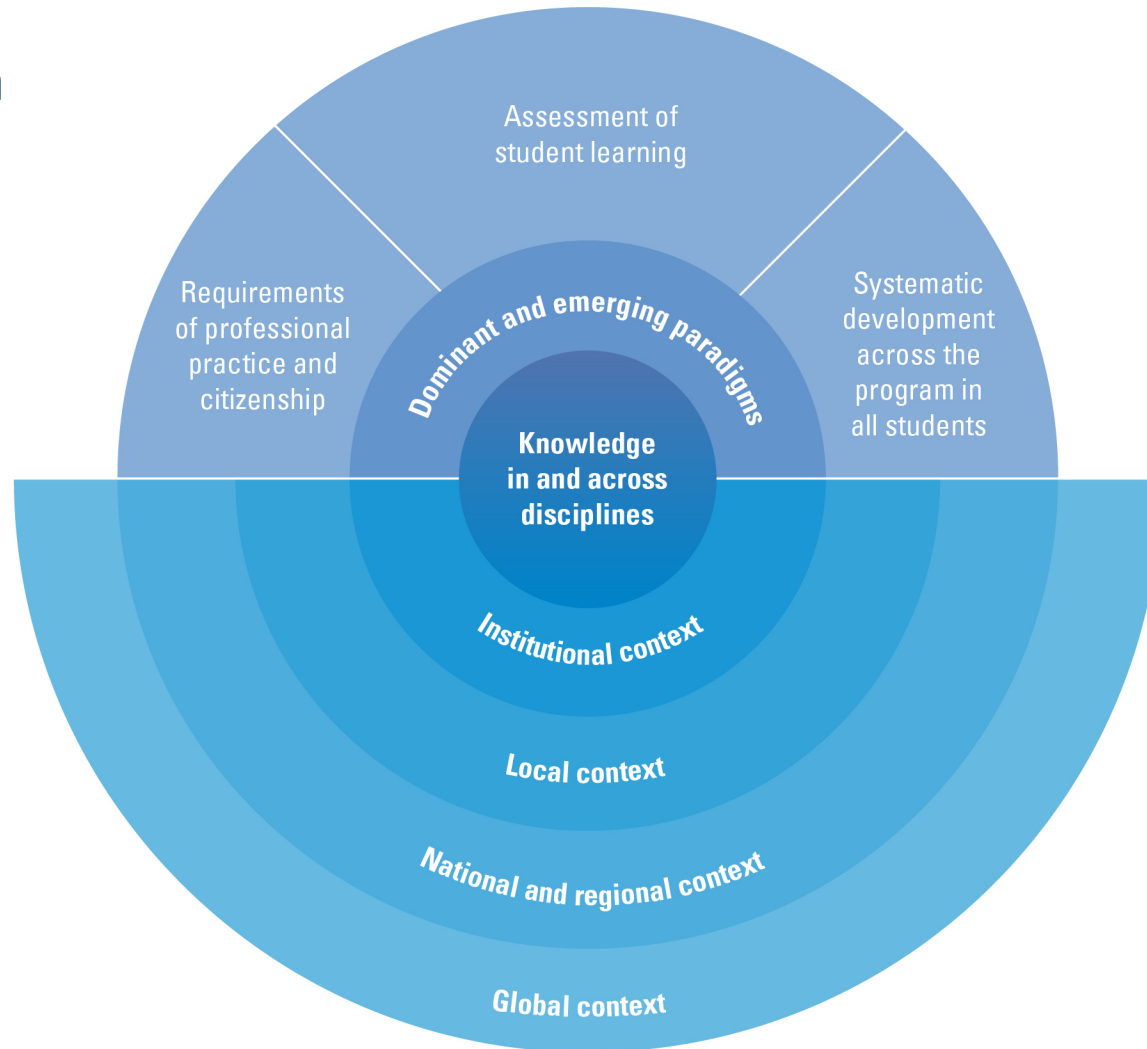 Assessment of
student learning
Requirements
of professional
practice and
citizenship
Systematic
development
across the
program in
all students
Dominant and emerging paradigms
Knowledge
in and across
disciplines
Institutional context
Local context
National and regional context
Global context